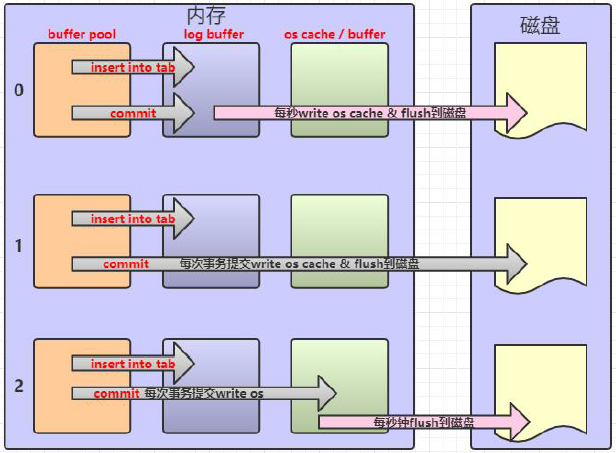 内存
磁盘
buffer pool
log buffer
os cache / buffer
0
insert into tab
commit
每秒write os cache & flush到磁盘
1
insert into tab
commit
每次事务提交write os cache & flush到磁盘
2
insert into tab
commit
每次事务提交write os
每秒钟flush到磁盘